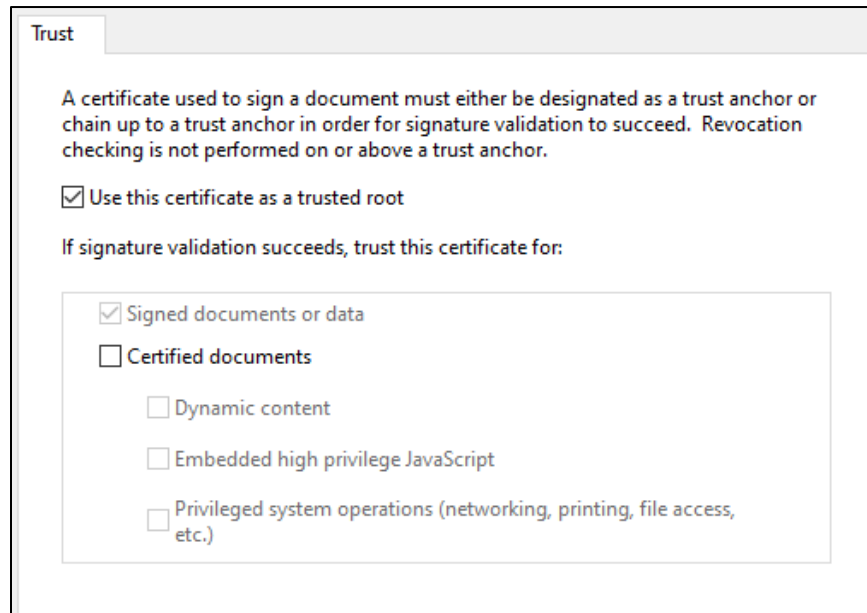 Trust
A certificate used to sign a document must either be designated as a trust anchor or
chain up to a trust anchor in order for signature validation to succeed.  Revocation
checking is not performed on or above a trust anchor.
Use this certificate as a trusted root
If signature validation succeeds, trust this certificate for:
Signed documents or data
Certified documents
Dynamic content
Embedded high privilege JavaScript
Privileged system operations (networking, printing, file access,
etc.)